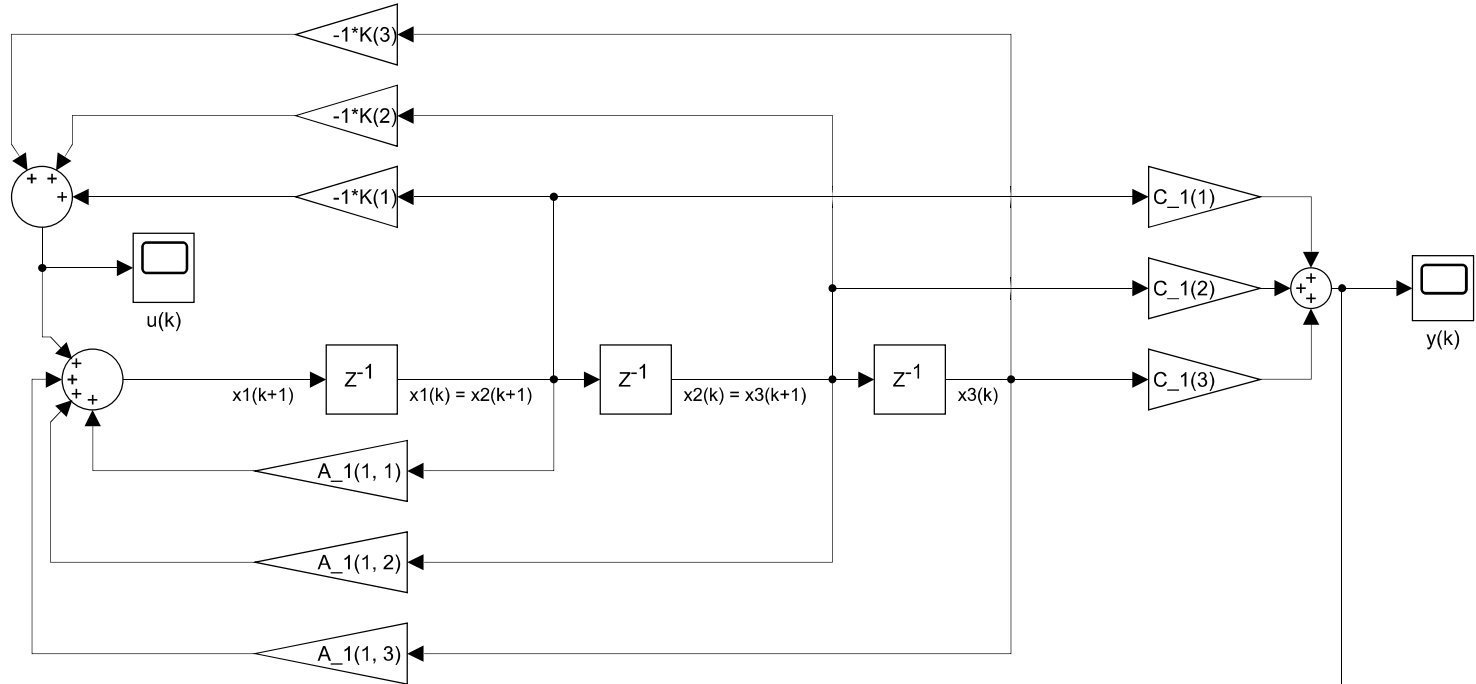 -1*K(3)
-1*K(2)
+ +
+
-1*K(1)
C_1(1)
u(k)
C_1(2)
+
+
+
y(k)
+
+
+
+
Z-1
Z-1
Z-1
C_1(3)
x1(k+1)
x1(k) = x2(k+1)
x2(k) = x3(k+1)
x3(k)
A_1(1, 1)
A_1(1, 2)
A_1(1, 3)